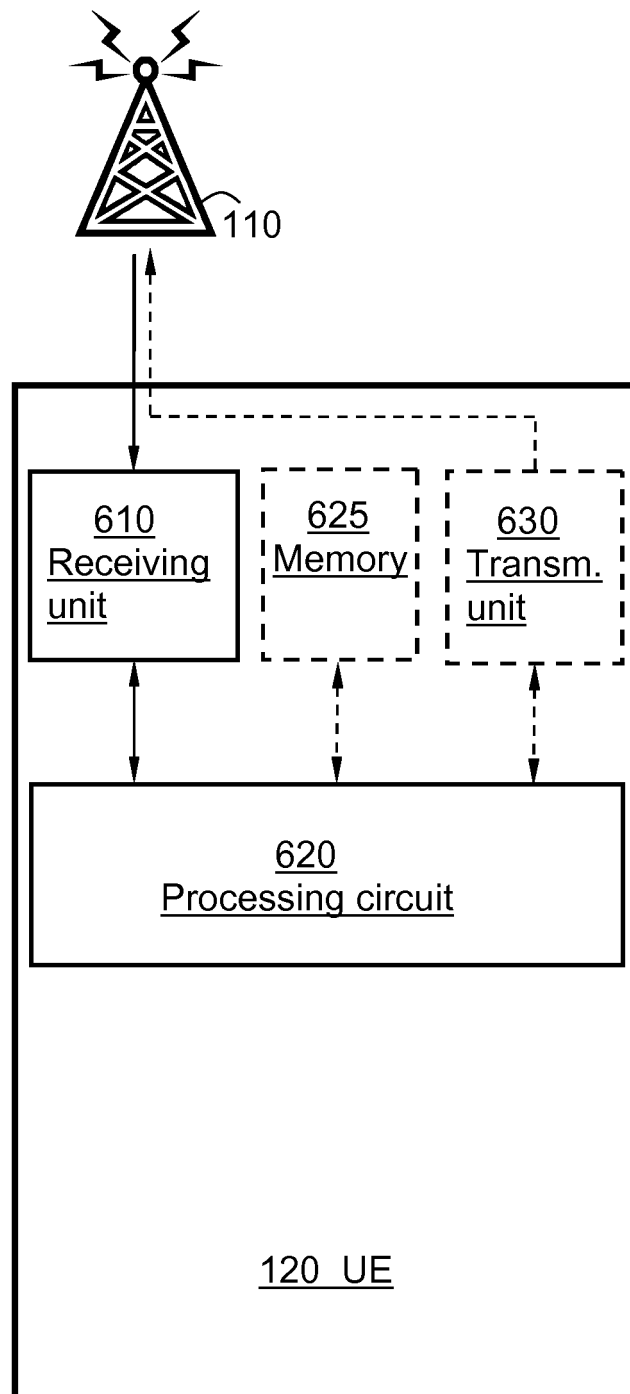 110
610
Receiving
unit
625
Memory
630
Transm.
unit
620
Processing circuit
120 UE